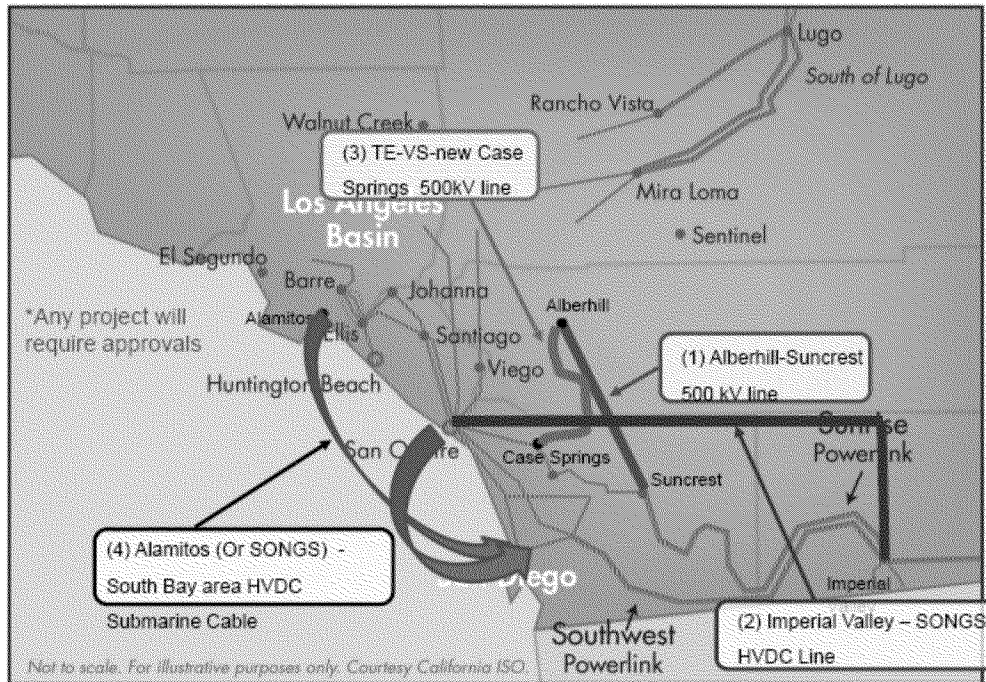 Lugo
South of Lugo
Rancho Vista
Walnut Creek
(3) TE-VS-new Case
Springs 500kV line
Mira Loma
Los Angeles
Basin
Sentinel
El Segundo
Barre
Johanna
Alberhill
*Any project will
require approvals
Alamitos
Ellis
Santiago
(1) Alberhill-Suncrest
500 kV line
Viego
Huntington Beach
Sunrise
Powerlink
San Onofre
Case Springs
Suncrest
(4) Alamitos (Or SONGS) -
South Bay area HVDC
Submarine Cable
Diego
Imperial
(2) Imperial Valley – SONGS
HVDC Line
Southwest
Powerlink
Not to scale. For illustrative purposes only. Courtesy California ISO.